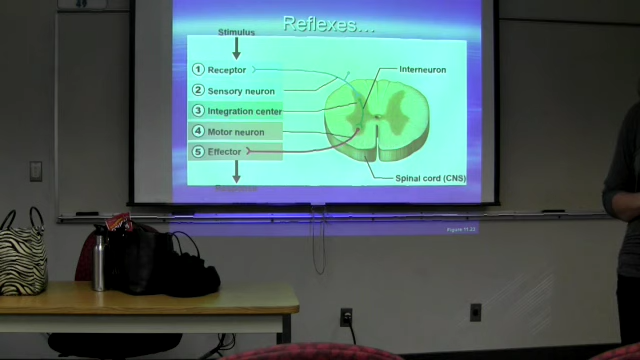 Reflexes…
Stimulus
1 Receptor
Interneuron
2 Sensory neuron
3 Integration center
4 Motor neuron
5 Effector
Spinal cord (CNS)
Response